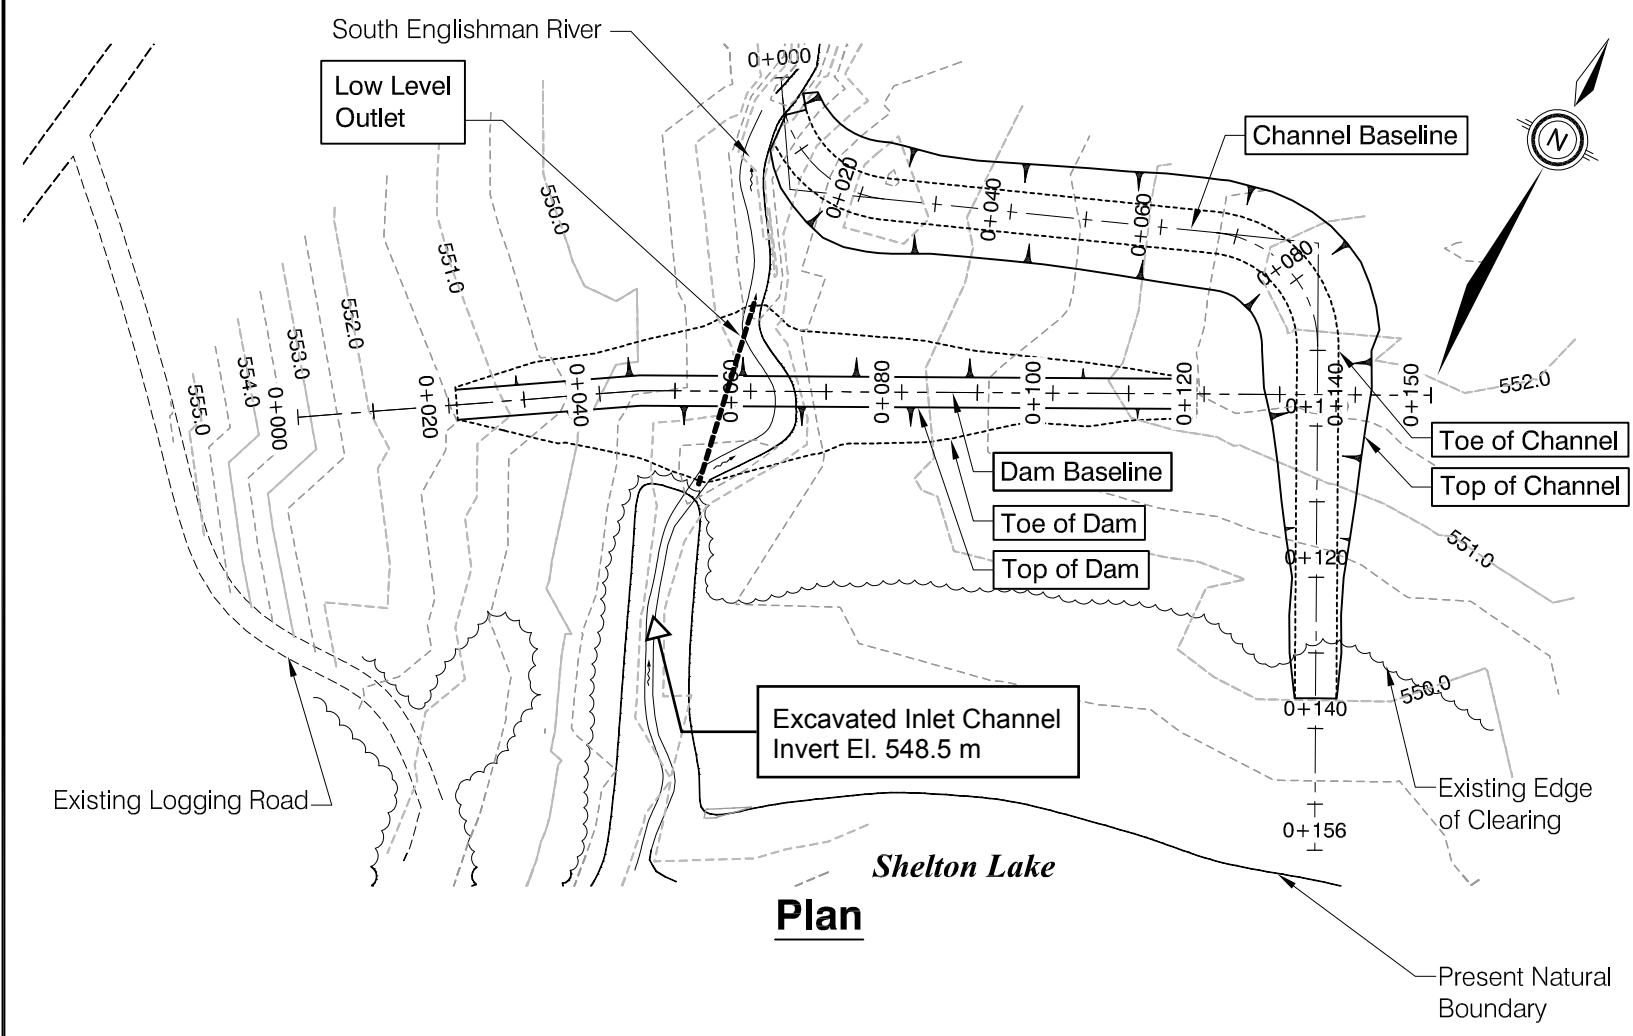 South Englishman River
0+000
Low Level
Outlet
Channel Baseline
N
0+020
0+040
0+060
0+080
550.0
551.0
552.0
553.0
554.0
555.0
0+000
0+020
0+040
0+060
0+080
0+100
0+120
0+140
0+150
552.0
Toe of Channel
Top of Channel
Dam Baseline
Toe of Dam
Top of Dam
551.0
0+120
550.0
0+140
Excavated Inlet Channel
Invert El. 548.5 m
Existing Logging Road
Existing Edge
of Clearing
0+156
Shelton Lake
Plan
Present Natural
Boundary